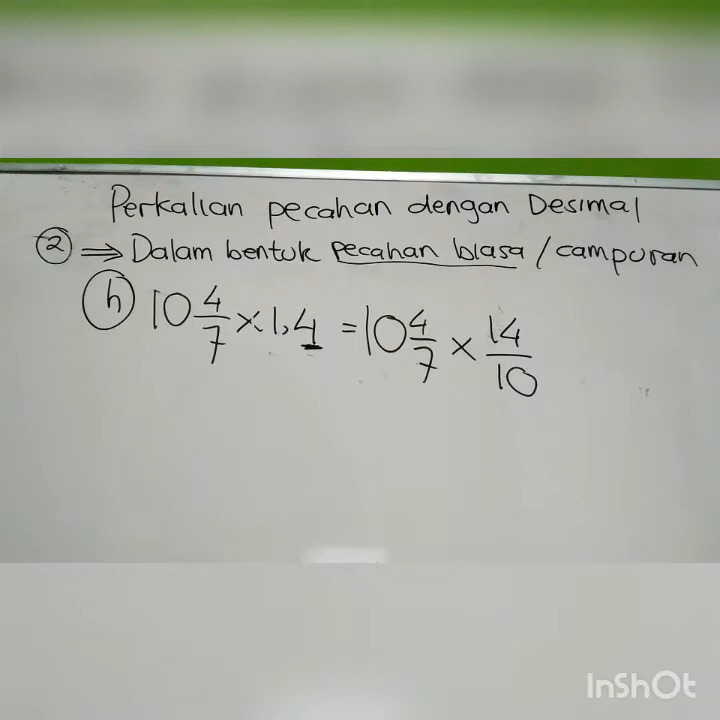 Perkalian pecahan dengan Desimal
② ⇒ Dalam bentuk pecahan biasa / campuran
ⓗ 10 4/7 × 1,4 = 10 4/7 × 14/10
InShOt